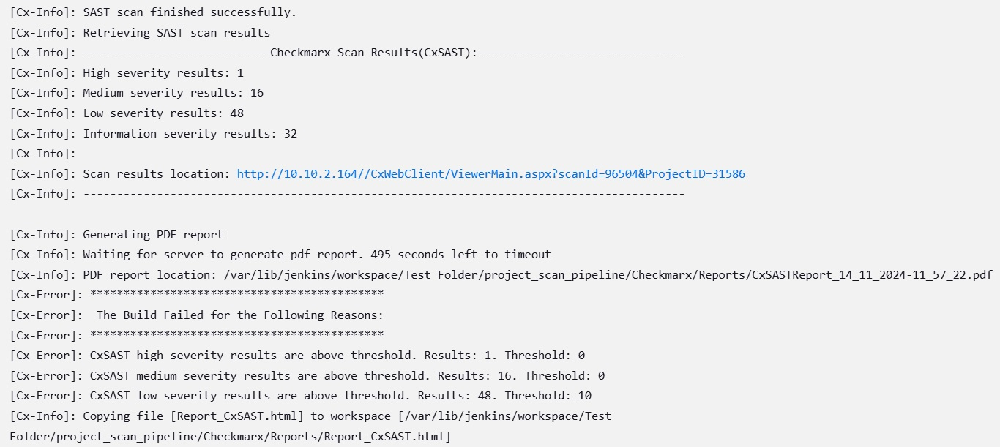 [Cx-Info]: SAST scan finished successfully.
[Cx-Info]: Retrieving SAST scan results
[Cx-Info]: ----------------------------Checkmarx Scan Results(CxSAST):-------------------------------
[Cx-Info]: High severity results: 1
[Cx-Info]: Medium severity results: 16
[Cx-Info]: Low severity results: 48
[Cx-Info]: Information severity results: 32
[Cx-Info]:
[Cx-Info]: Scan results location: http://10.10.2.164//CxWebClient/ViewerMain.aspx?scanId=96504&ProjectID=31586
[Cx-Info]: ------------------------------------------------------------------------------------------
[Cx-Info]: Generating PDF report
[Cx-Info]: Waiting for server to generate pdf report. 495 seconds left to timeout
[Cx-Info]: PDF report location: /var/lib/jenkins/workspace/Test Folder/project_scan_pipeline/Checkmarx/Reports/CxSASTReport_14_11_2024-11_57_22.pdf
[Cx-Error]: ********************************************
[Cx-Error]:  The Build Failed for the Following Reasons:
[Cx-Error]: ********************************************
[Cx-Error]: CxSAST high severity results are above threshold. Results: 1. Threshold: 0
[Cx-Error]: CxSAST medium severity results are above threshold. Results: 16. Threshold: 0
[Cx-Error]: CxSAST low severity results are above threshold. Results: 48. Threshold: 10
[Cx-Info]: Copying file [Report_CxSAST.html] to workspace [/var/lib/jenkins/workspace/Test
Folder/project_scan_pipeline/Checkmarx/Reports/Report_CxSAST.html]